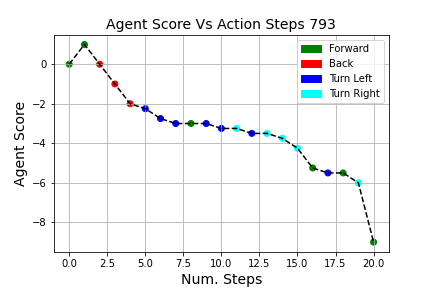 Agent Score Vs Action Steps 793
Forward
Back
Turn Left
Turn Right
0
−2
−4
−6
−8
Agent Score
0.0 2.5 5.0 7.5 10.0 12.5 15.0 17.5 20.0
Num. Steps